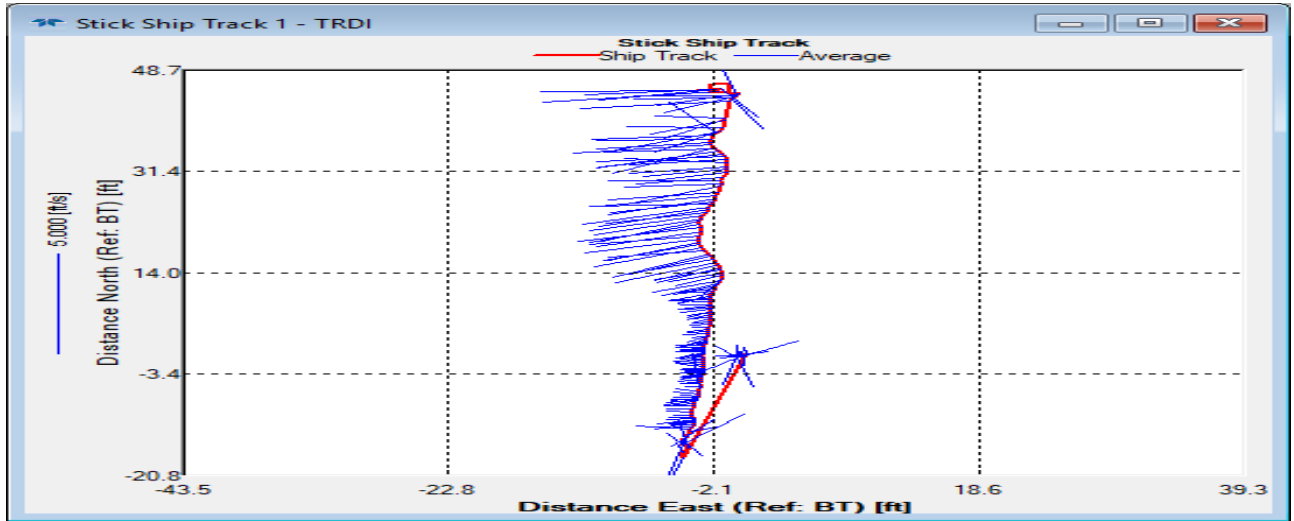 Stick Ship Track 1 - TRDI
Stick Ship Track
Ship Track Average
48.7
31.4
14.0
-3.4
-20.8
5.000 [ft/s]
Distance North (Ref: BT) [ft]
-43.5 -22.8 -2.1 18.6 39.3
Distance East (Ref: BT) [ft]